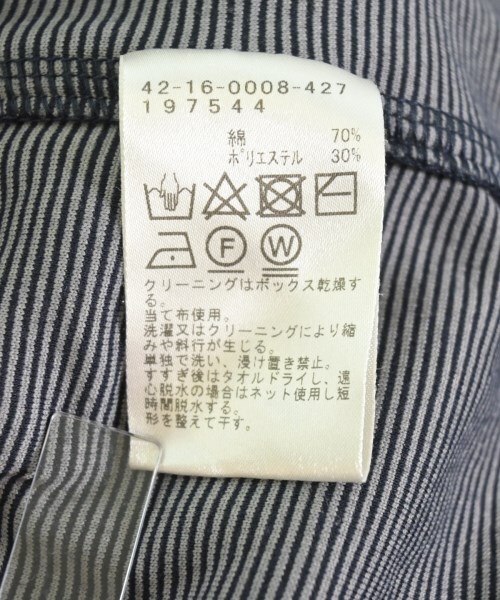 42-16-0008-427
197544
綿 70%
ポリエステル 30%
F W
クリーニングはボックス乾燥す
る。
当て布使用。
洗濯又はクリーニングにより縮
みや斜行が生じる。
単独で洗い、浸け置き禁止。
すすぎ後はタオルドライし、遠
心脱水の場合はネット使用し短
時間脱水する。
形を整えて干す。